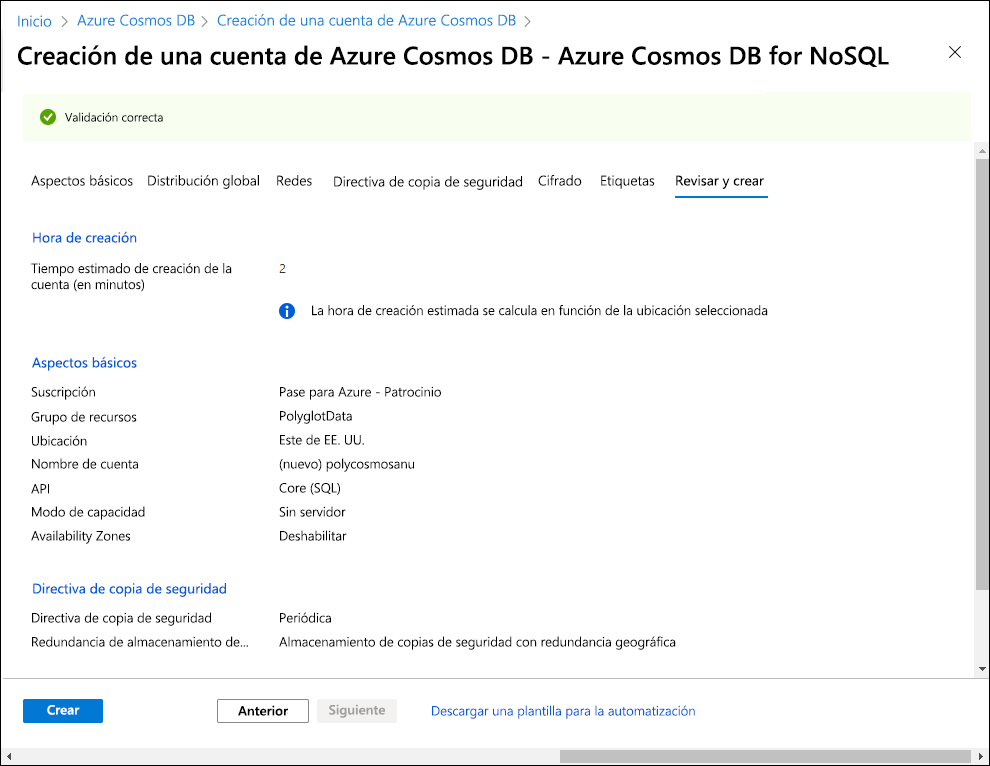 Inicio > Azure Cosmos DB > Creación de una cuenta de Azure Cosmos DB >
Creación de una cuenta de Azure Cosmos DB - Azure Cosmos DB for NoSQL
Validación correcta
Aspectos básicos Distribución global Redes Directiva de copia de seguridad Cifrado Etiquetas Revisar y crear
Hora de creación
Tiempo estimado de creación de la 2
cuenta (en minutos)
La hora de creación estimada se calcula en función de la ubicación seleccionada
Aspectos básicos
Suscripción Pase para Azure - Patrocinio
Grupo de recursos PolyglotData
Ubicación Este de EE. UU.
Nombre de cuenta (nuevo) polycosmosanu
API Core (SQL)
Modo de capacidad Sin servidor
Availability Zones Deshabilitar
Directiva de copia de seguridad
Directiva de copia de seguridad Periódica
Redundancia de almacenamiento de... Almacenamiento de copias de seguridad con redundancia geográfica
Crear Anterior Siguiente Descargar una plantilla para la automatización